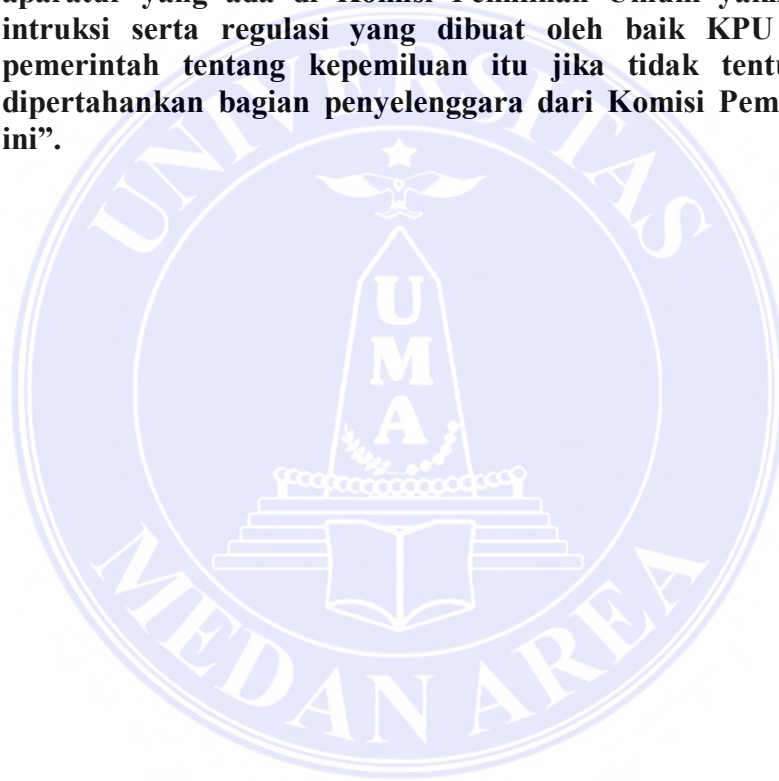 aparatur yang ada di Komisi Pemilihan Umum
intruksi serta regulasi yang dibuat oleh baik KPU
pemerintah tentang kepemiluan itu jika tidak
dipertahankan bagian penyelenggara dari Komisi
ini”.
UNIVERSITAS
UMA
MEDAN AREA